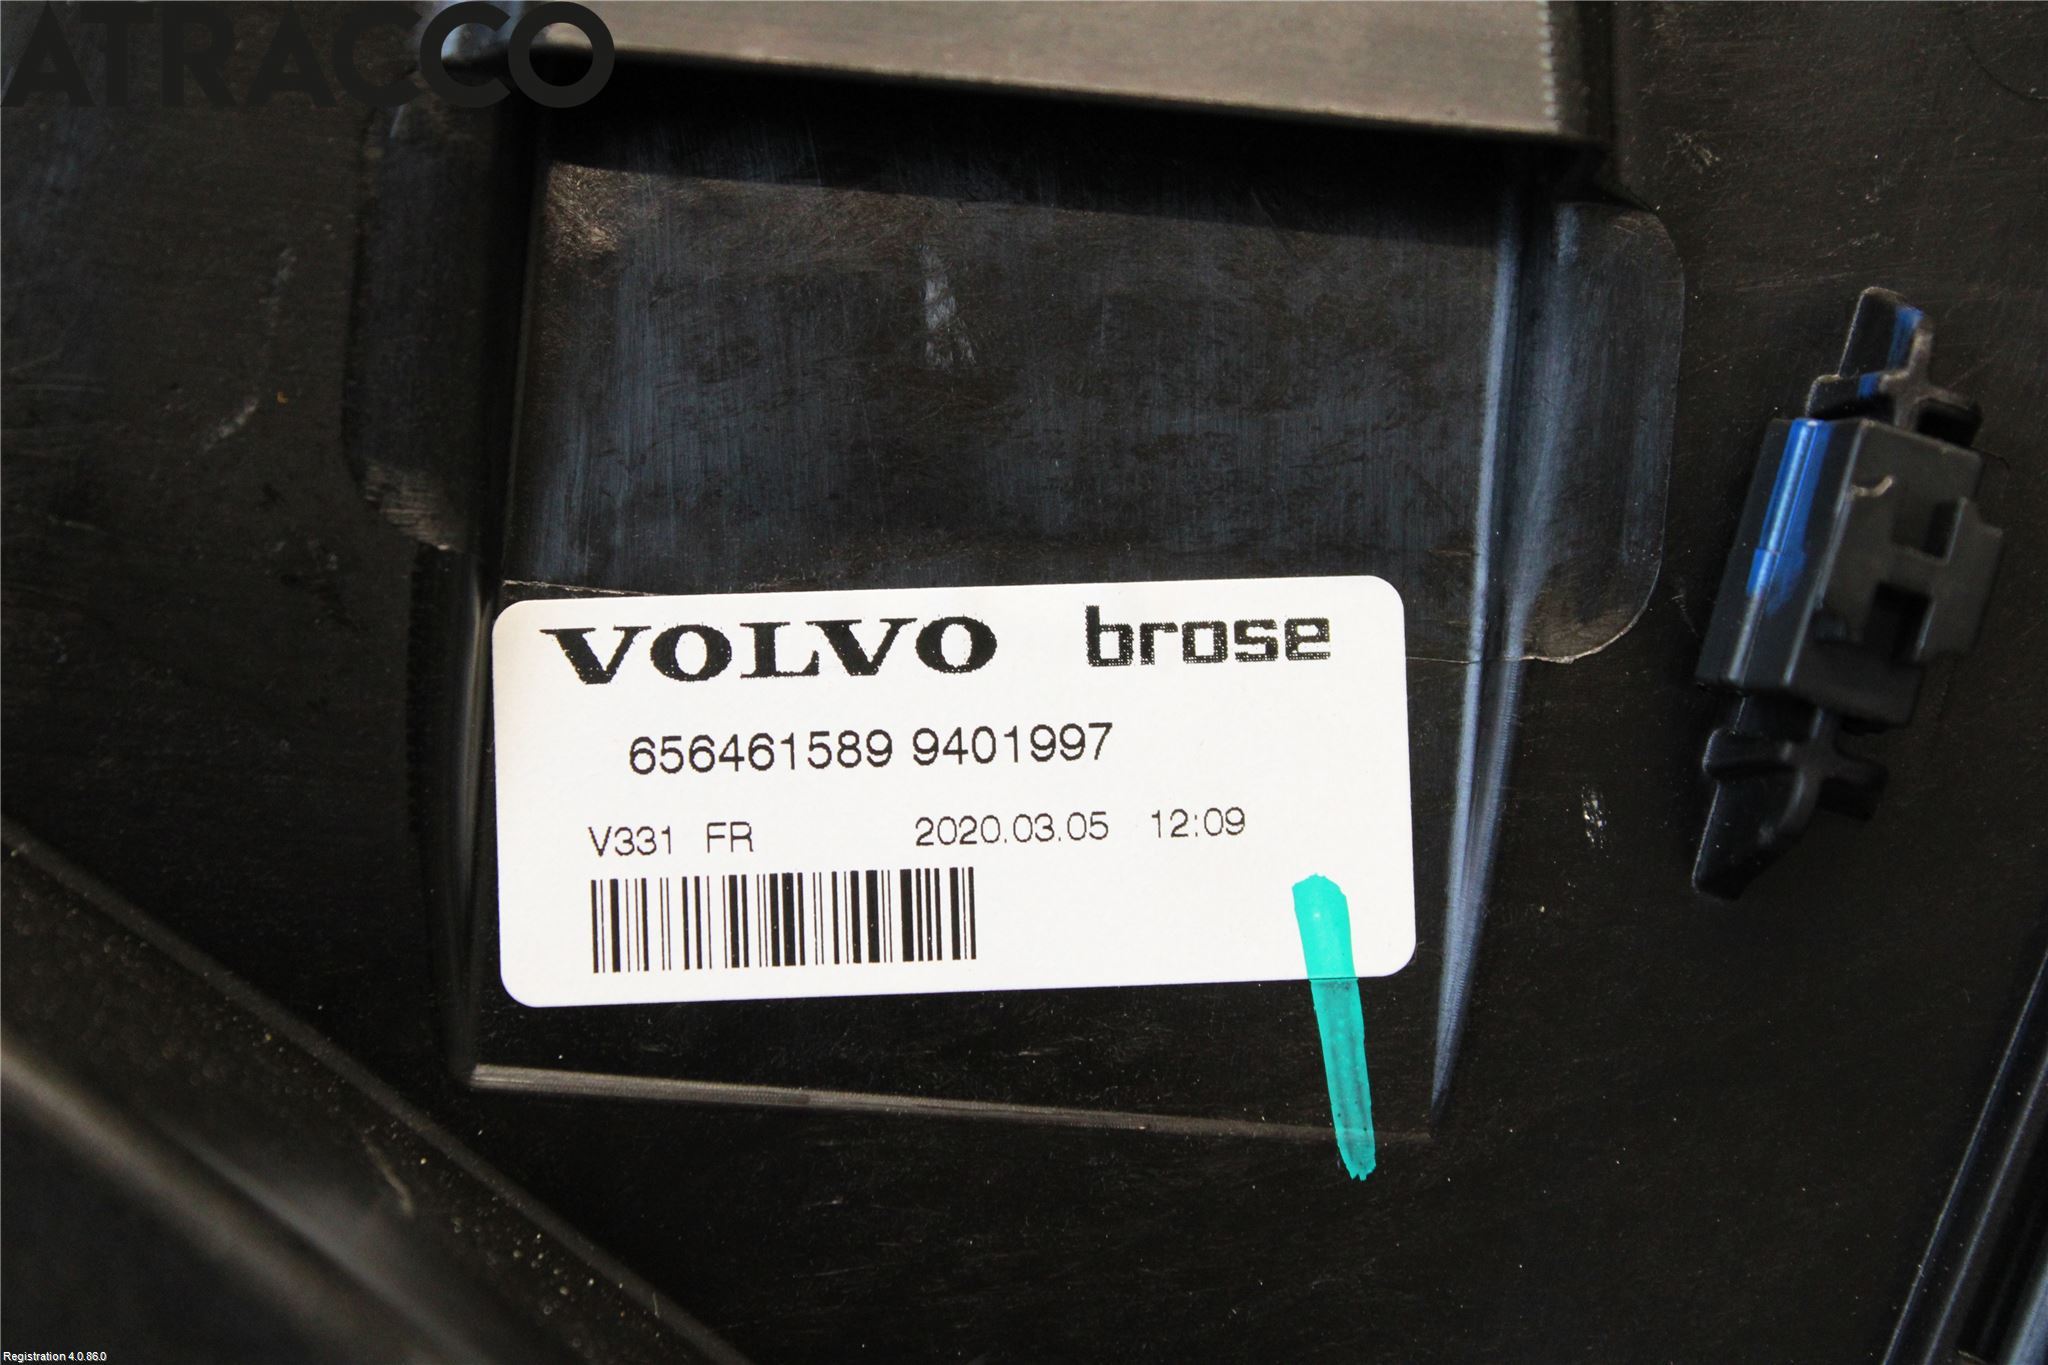 ATRACCO
VOLVO brose
656461589 9401997
V331 FR 2020.03.05 12:09
Registration 4.0.86.0